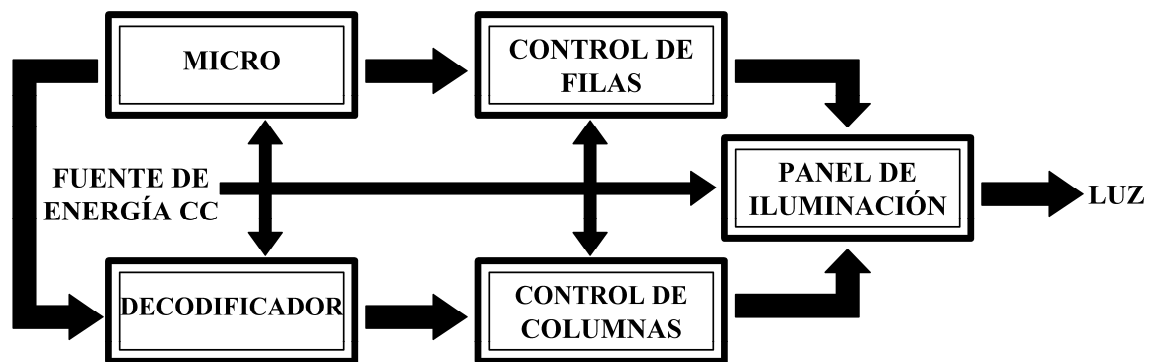 MICRO
CONTROL DE
FILAS
FUENTE DE
ENERGÍA CC
PANEL DE
ILUMINACIÓN
LUZ
DECODIFICADOR
CONTROL DE
COLUMNAS